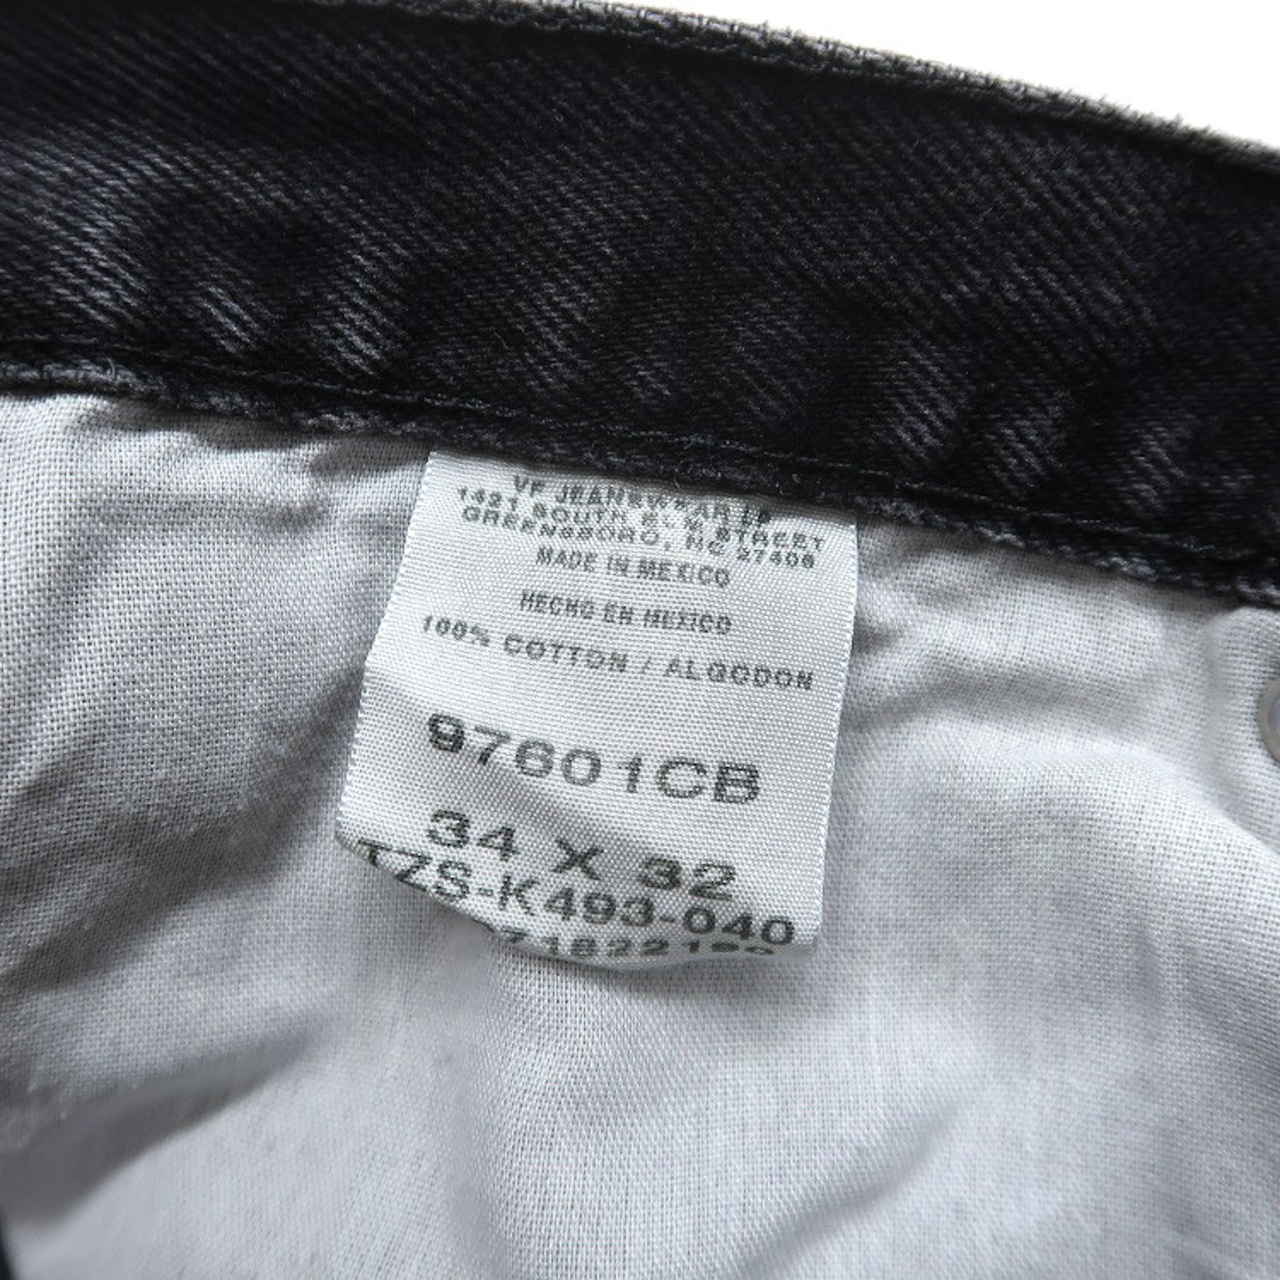 VF JEANSWEAR LP
1421 SOUTH ELM STREET
GREENSBORO, NC 27406
MADE IN MEXICO
HECHO EN MEXICO
100% COTTON / ALGODON
97601CB
34 X 32
TZS-K493-040